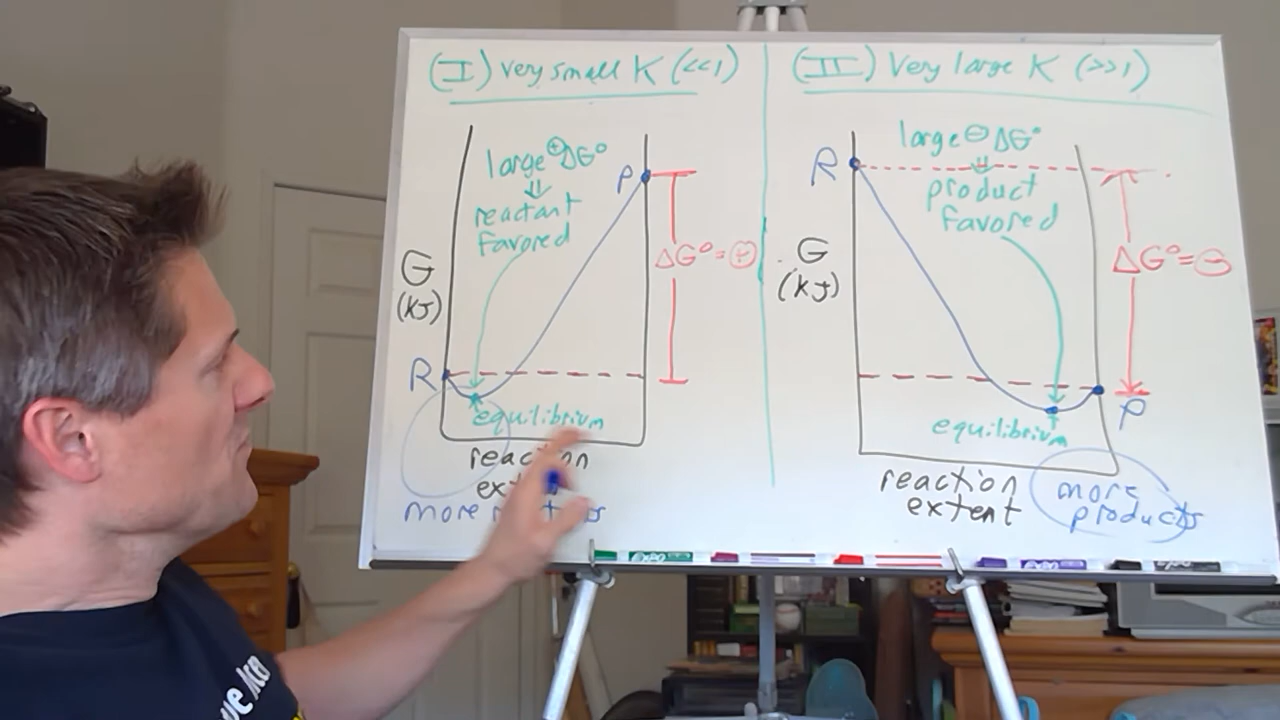 (I) Very small K (<<1)
large ⊕ΔG°
⇓
reactant
favored
P
ΔG°=⊕
G
(kJ)
R
equilibrium
reaction
more
(II) Very large K (>>1)
large ⊖ΔG°
⇓
product
favored
R
G
(kJ)
ΔG°=⊖
P
equilibrium
reaction
extent
more
products
EXPO